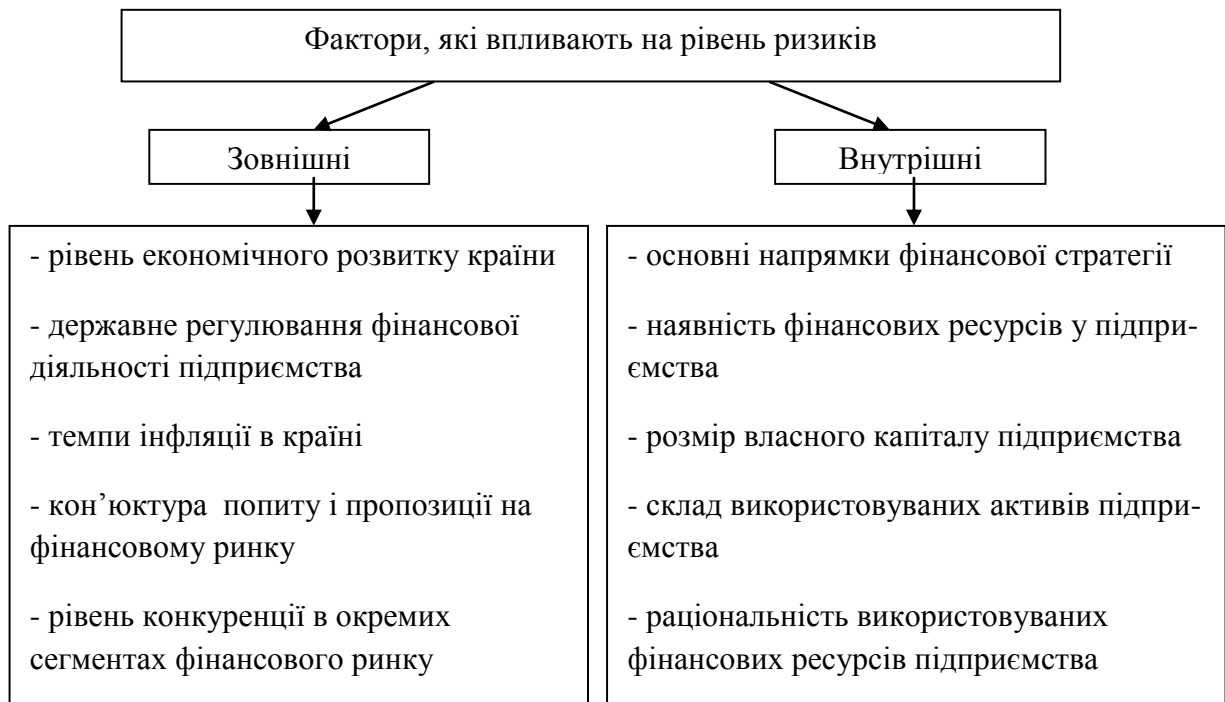 Фактори, які впливають на рівень ризиків
Зовнішні
Внутрішні
- рівень економічного розвитку країни
- державне регулювання фінансової
діяльності підприємства
- темпи інфляції в країні
- кон’юктура  попиту і пропозиції на
фінансовому ринку
- рівень конкуренції в окремих
сегментах фінансового ринку
- основні напрямки фінансової стратегії
- наявність фінансових ресурсів у підпри-
ємства
- розмір власного капіталу підприємства
- склад використовуваних активів підпри-
ємства
- раціональність використовуваних
фінансових ресурсів підприємства